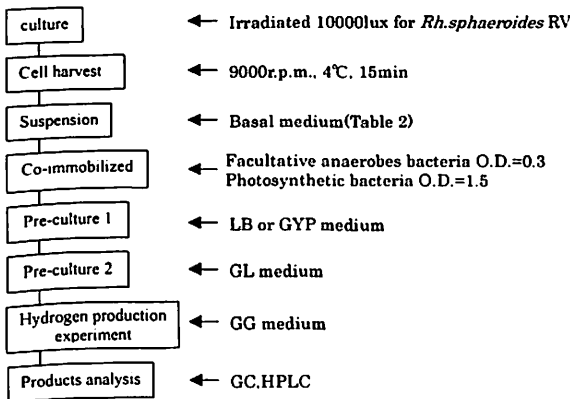 culture
Irradiated 10000lux for Rh.sphaeroides RV
Cell harvest
9000r.p.m., 4℃, 15min
Suspension
Basal medium(Table 2)
Co-immobilized
Facultative anaerobes bacteria O.D.=0.3
Photosynthetic bacteria O.D.=1.5
Pre-culture 1
LB or GYP medium
Pre-culture 2
GL medium
Hydrogen production
experiment
GG medium
Products analysis
GC,HPLC